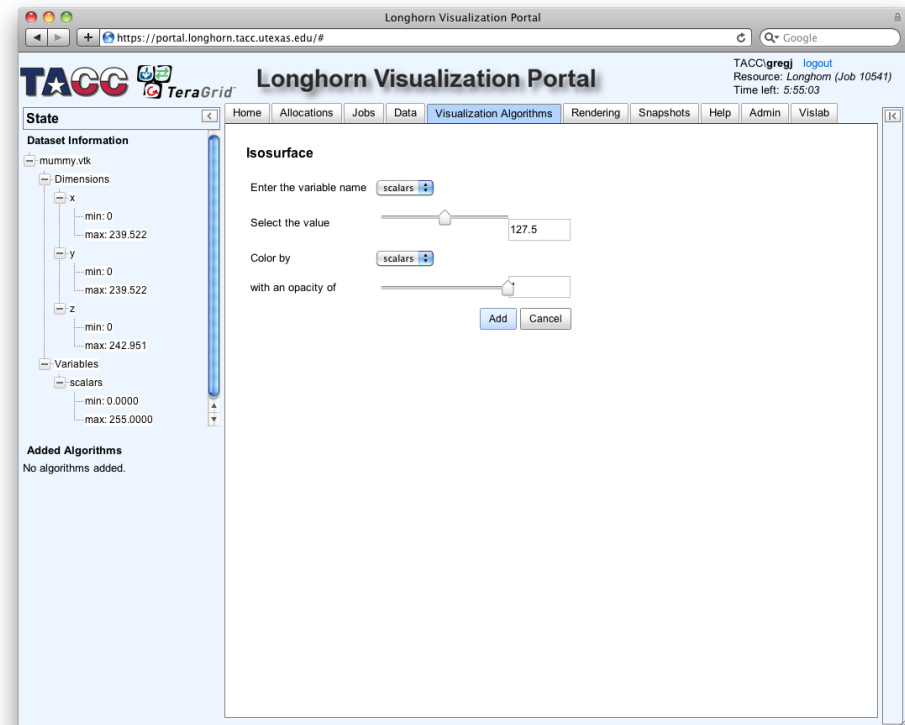 Longhorn Visualization Portal
https://portal.longhorn.tacc.utexas.edu/#
Google
TACC
TeraGrid
Longhorn Visualization Portal
TACC\gregj logout
Resource: Longhorn (Job 10541)
Time left: 5:55:03
State
Home Allocations Jobs Data Visualization Algorithms Rendering Snapshots Help Admin Vislab
Dataset Information
mummy.vtk
Dimensions
x
min: 0
max: 239.522
y
min: 0
max: 239.522
z
min: 0
max: 242.951
Variables
scalars
min: 0.0000
max: 255.0000
Added Algorithms
No algorithms added.
Isosurface
Enter the variable name scalars
Select the value 127.5
Color by scalars
with an opacity of
Add Cancel